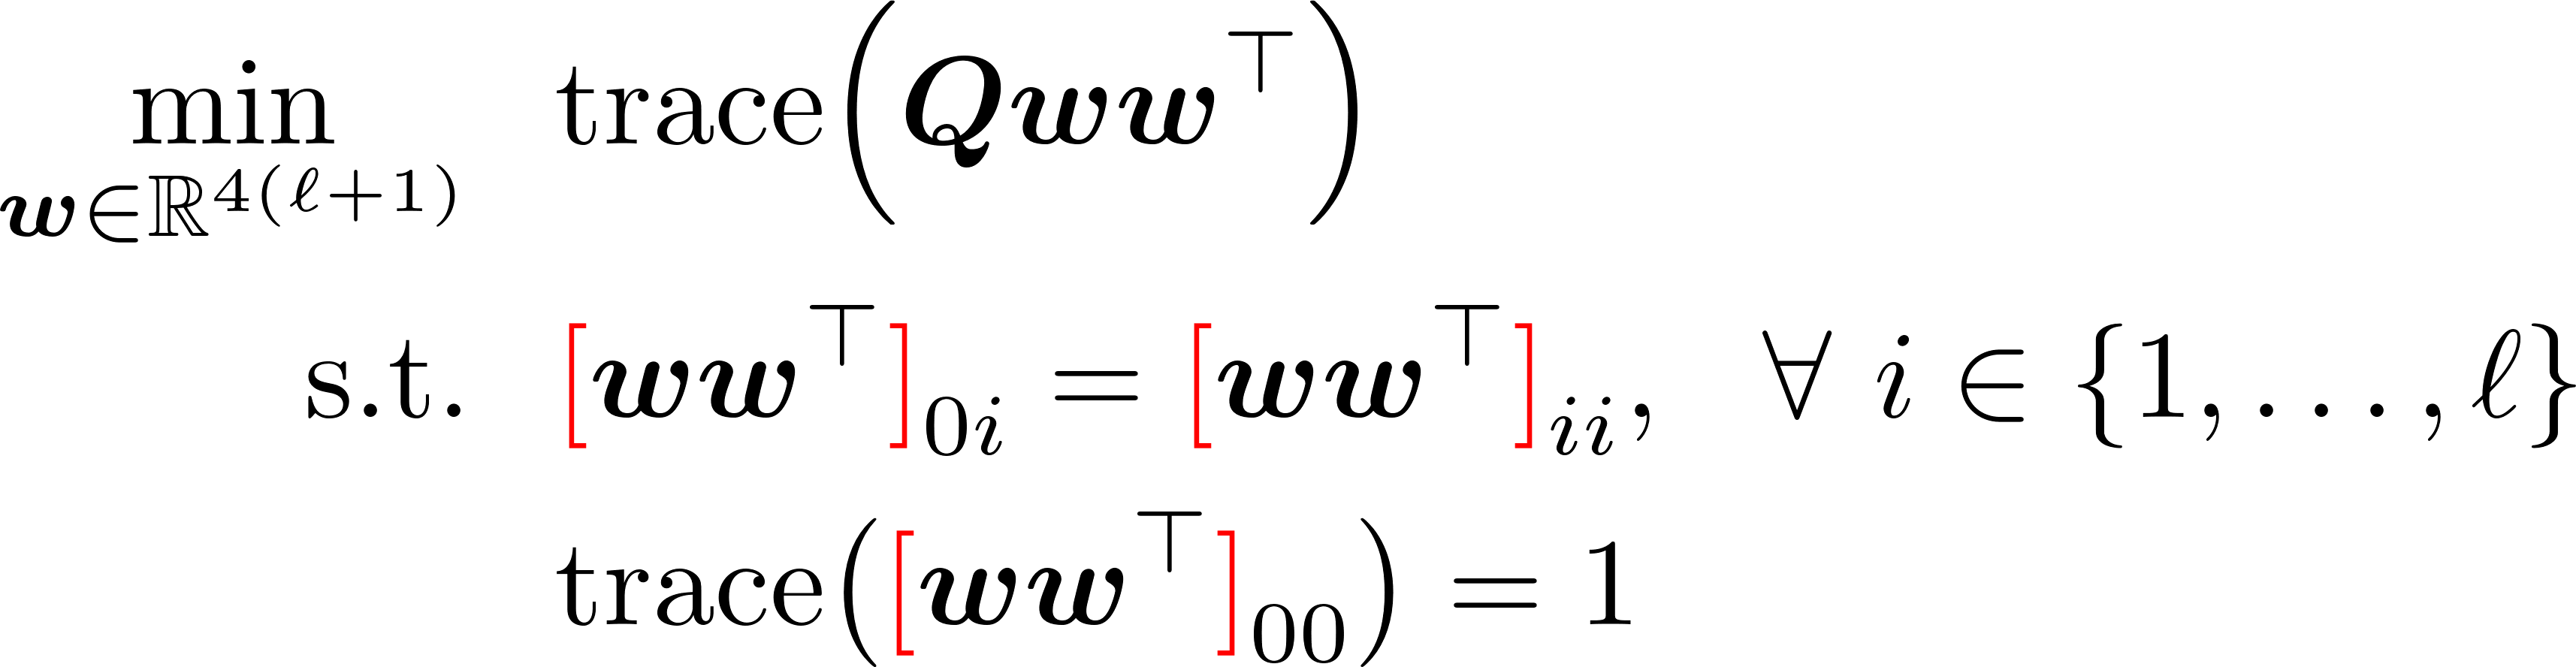 min_{w∈ℝ^{4(ℓ+1)}} trace(Qww^⊤)
s.t. [ww^⊤]_{0i} = [ww^⊤]_{ii}, ∀ i ∈ {1, . . . , ℓ}
trace([ww^⊤]_{00}) = 1